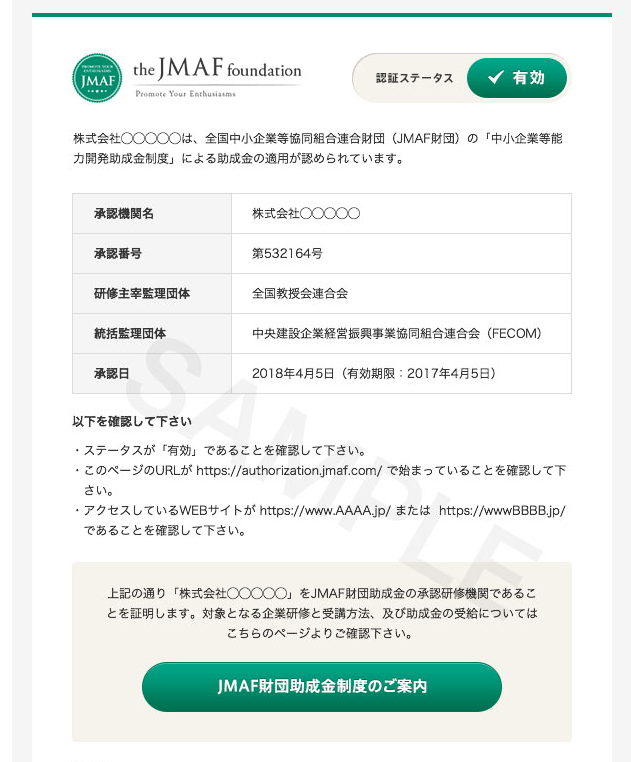 PROMOTE YOUR
ENTHUSIASMS
JMAF
the JMAF foundation
Promote Your Enthusiasms
認証ステータス
有効
株式会社◯◯◯◯◯は、全国中小企業等協同組合連合財団（JMAF財団）の「中小企業等能
力開発助成金制度」による助成金の適用が認められています。
承認機関名 株式会社◯◯◯◯◯
承認番号 第532164号
研修主宰監理団体 全国教授会連合会
統括監理団体 中央建設企業経営振興事業協同組合連合会（FECOM）
承認日 2018年4月5日（有効期限：2017年4月5日）
以下を確認して下さい
・ステータスが「有効」であることを確認して下さい。
・このページのURLが https://authorization.jmaf.com/ で始まっていることを確認して下
さい。
・アクセスしているWEBサイトが https://www.AAAA.jp/ または https://wwwBBBB.jp/
であることを確認して下さい。
SAMPLE
上記の通り「株式会社◯◯◯◯◯」をJMAF財団助成金の承認研修機関であるこ
とを証明します。対象となる企業研修と受講方法、及び助成金の受給については
こちらのページよりご確認下さい。
JMAF財団助成金制度のご案内